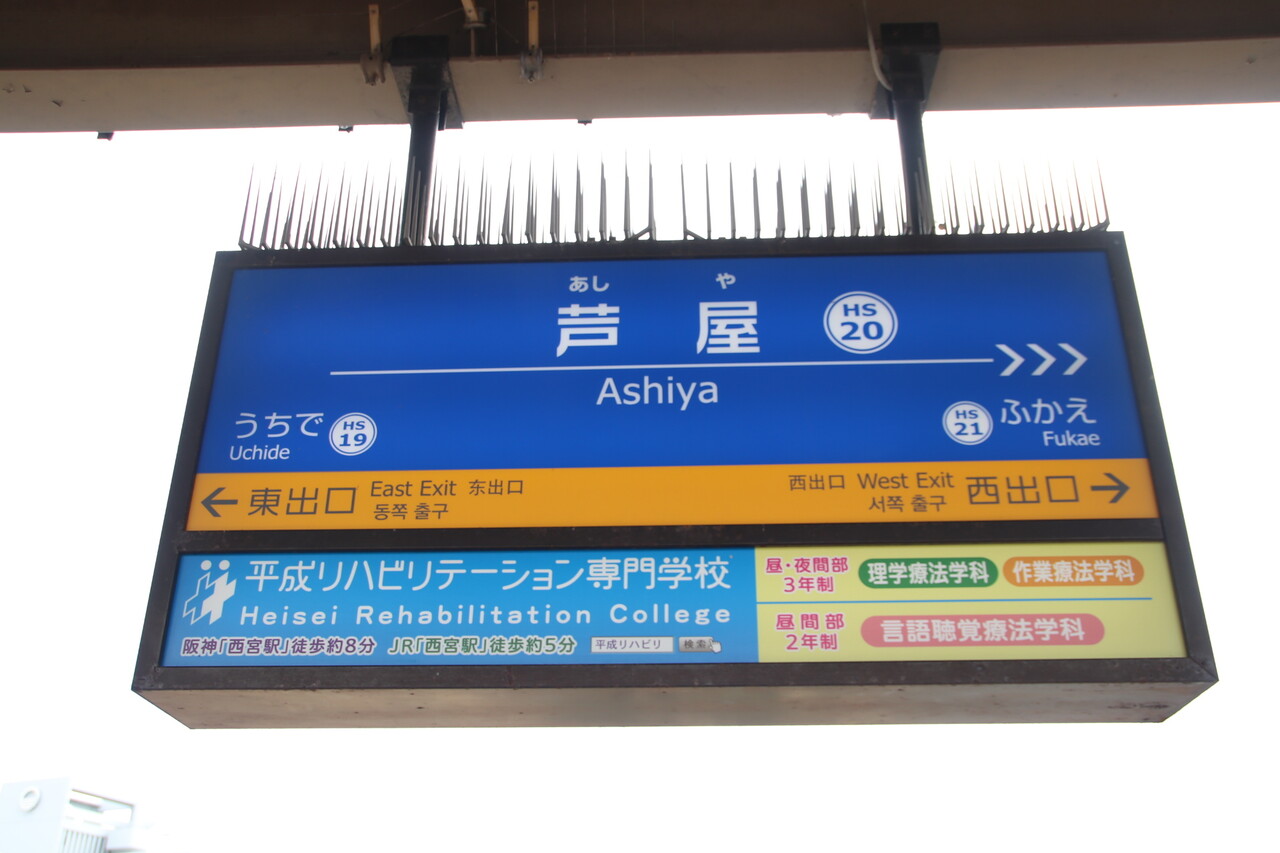 あし や
芦 屋 HS 20
Ashiya
うちで HS 19
Uchide
HS 21 ふかえ
Fukae
← 東出口 East Exit 东出口
동쪽 출구
西出口 West Exit 西出口 →
서쪽 출구
平成リハビリテーション専門学校
Heisei Rehabilitation College
阪神「西宮駅」徒歩約8分 JR「西宮駅」徒歩約5分 平成リハビリ 検索
昼・夜間部 3年制 理学療法学科 作業療法学科
昼間部 2年制 言語聴覚療法学科